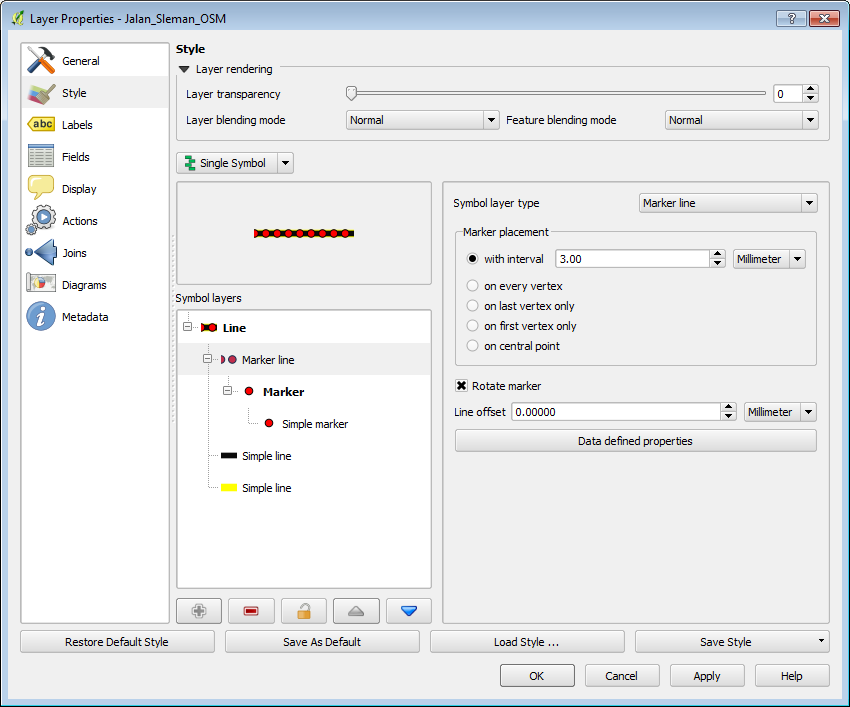 Layer Properties - Jalan_Sleman_OSM
General
Style
abc Labels
Fields
Display
Actions
Joins
Diagrams
Metadata
Style
Layer rendering
Layer transparency 0
Layer blending mode Normal Feature blending mode Normal
Single Symbol
Symbol layers
Line
Marker line
Marker
Simple marker
Simple line
Simple line
Symbol layer type Marker line
Marker placement
with interval 3.00 Millimeter
on every vertex
on last vertex only
on first vertex only
on central point
Rotate marker
Line offset 0.00000 Millimeter
Data defined properties
Restore Default Style Save As Default Load Style ... Save Style
OK Cancel Apply Help